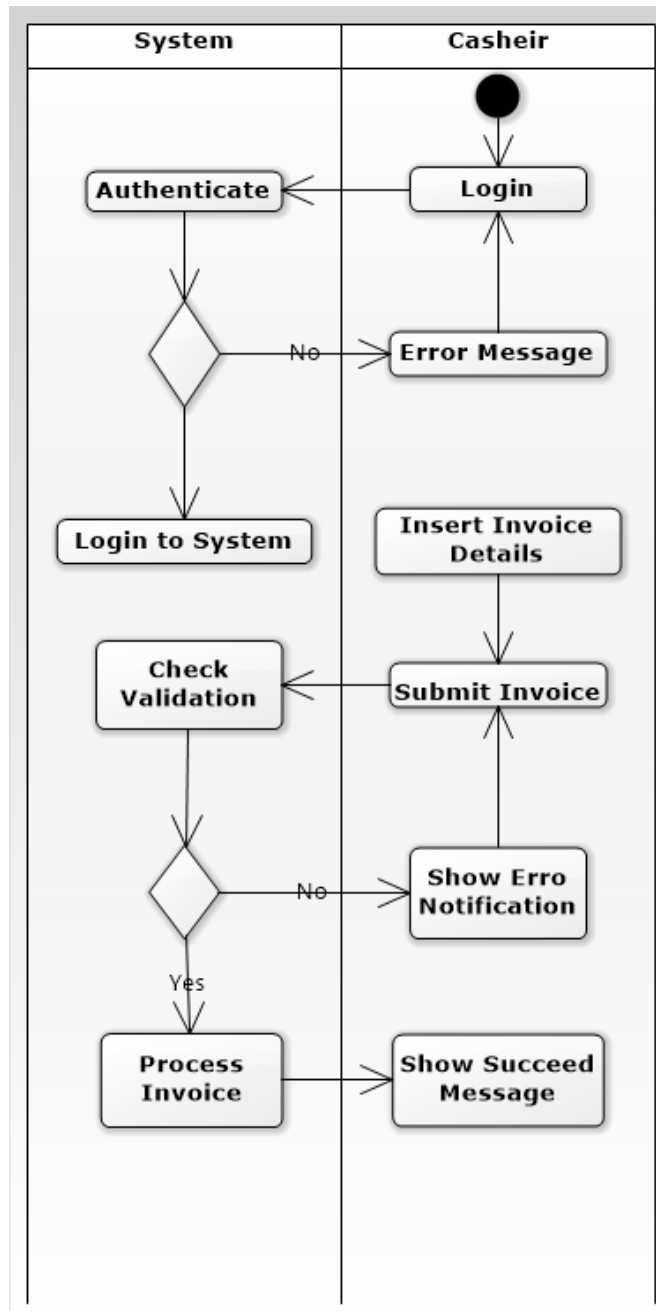 System
Casheir
Login
Authenticate
No
Error Message
Login to System
Insert Invoice
Details
Check
Validation
Submit Invoice
No
Show Erro
Notification
Yes
Process
Invoice
Show Succeed
Message